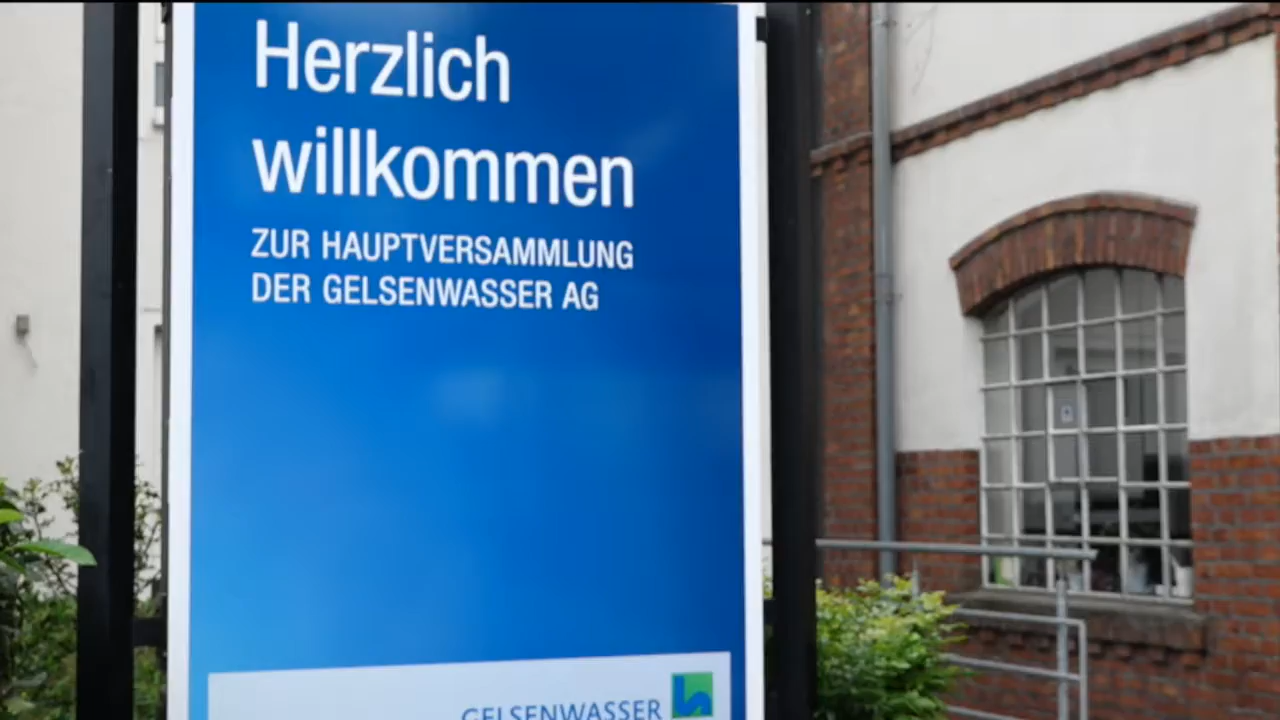 Herzlich
willkommen
ZUR HAUPTVERSAMMLUNG
DER GELSENWASSER AG
GELSENWASSER